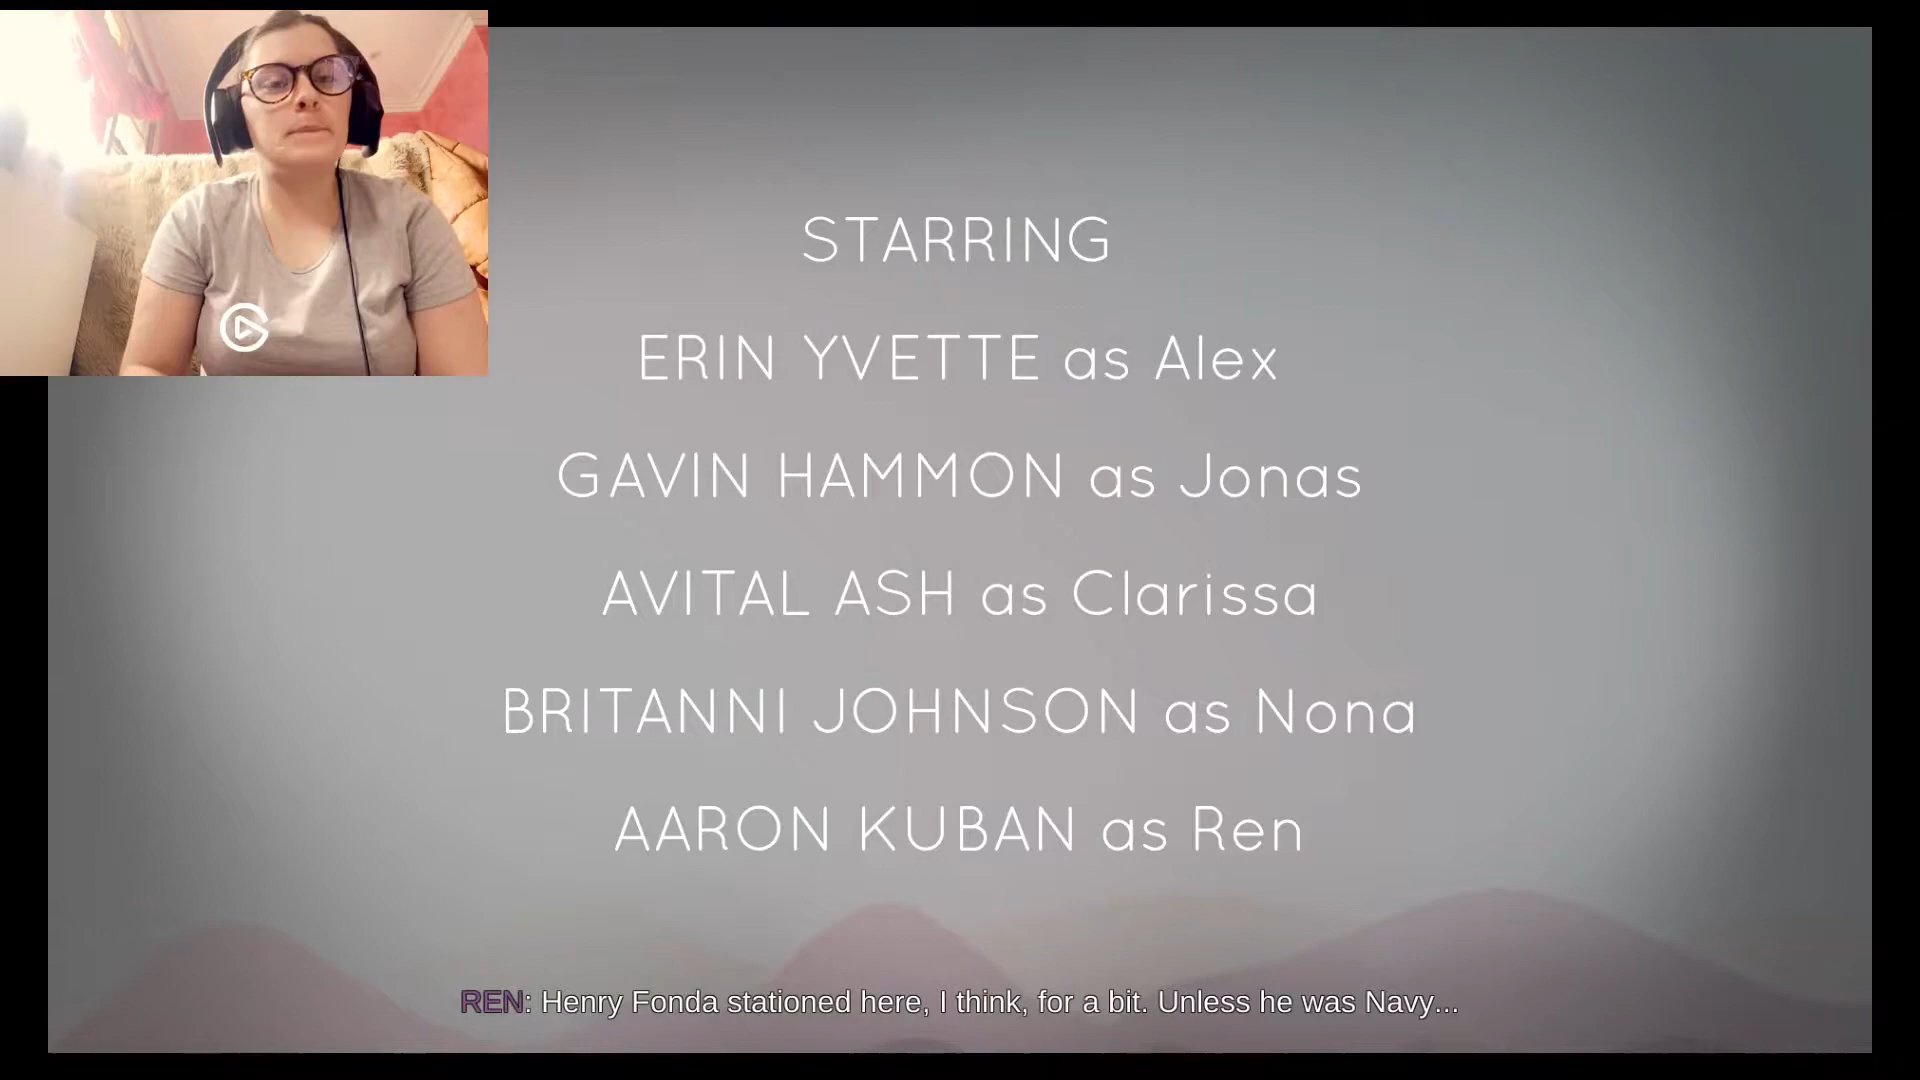 STARRING
ERIN YVETTE as Alex
GAVIN HAMMON as Jonas
AVITAL ASH as Clarissa
BRITANNI JOHNSON as Nona
AARON KUBAN as Ren
REN: Henry Fonda stationed here, I think, for a bit. Unless he was Navy...